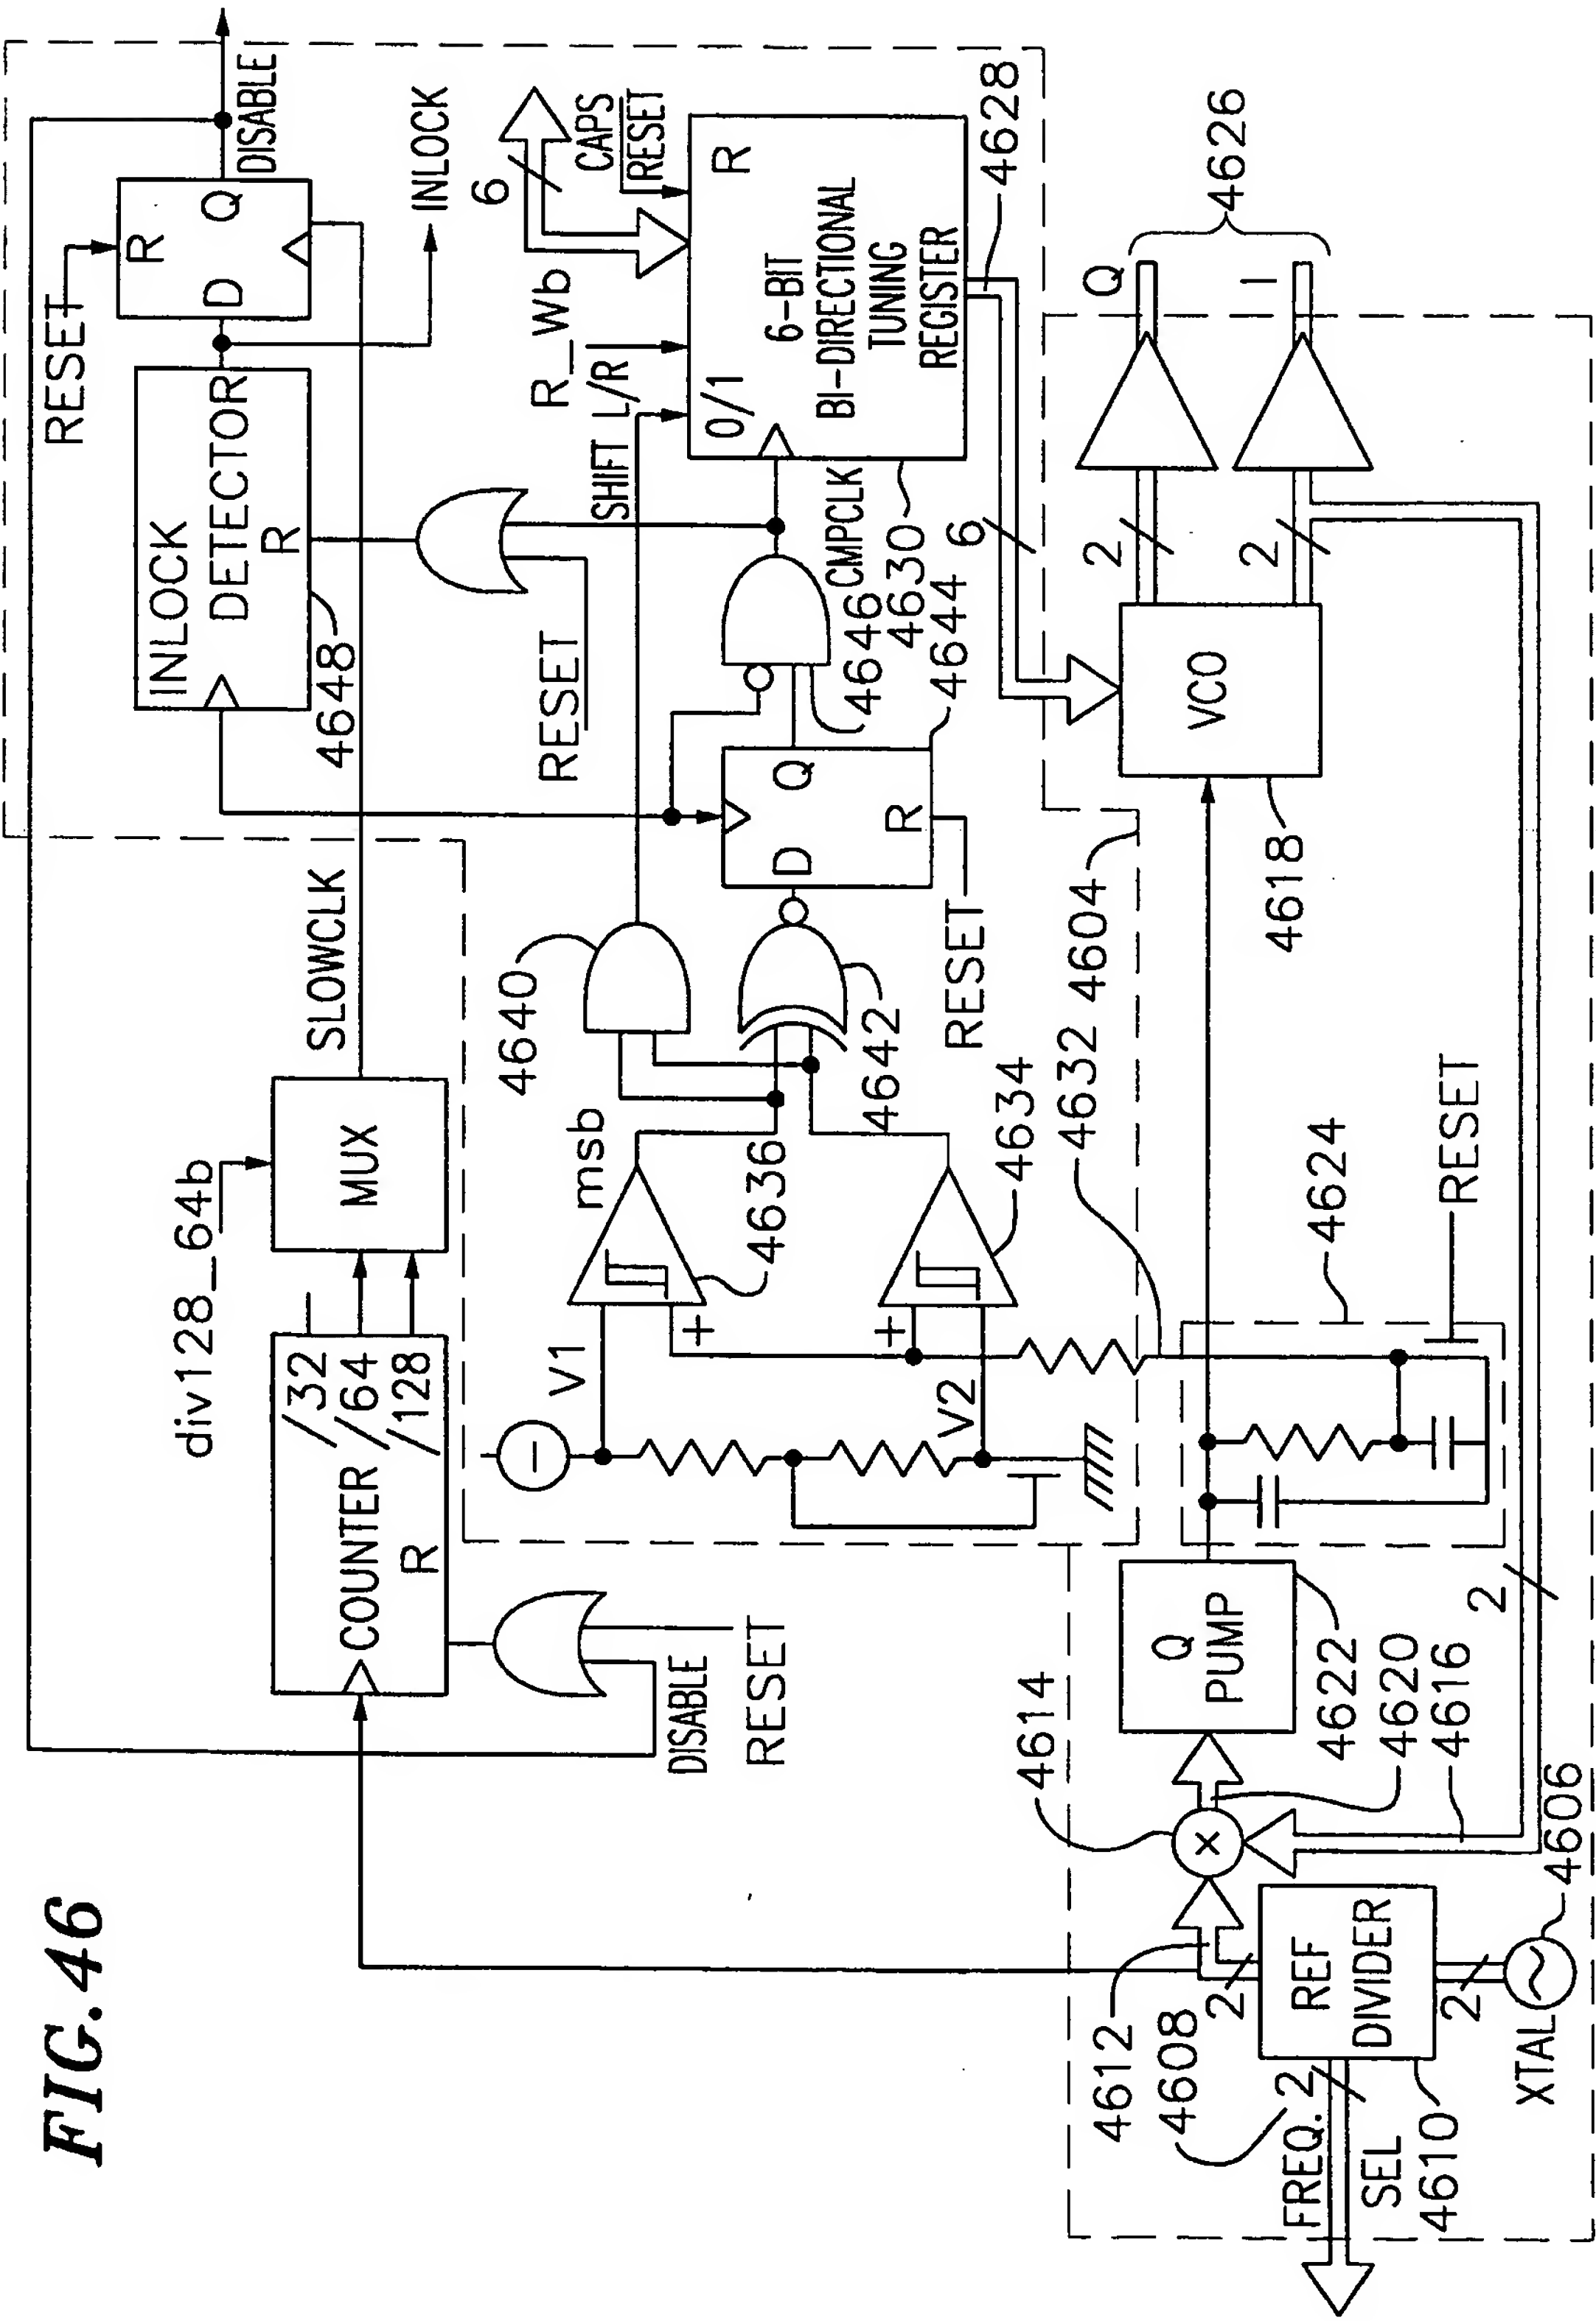 FIG.46
RESET
R
D
Q
DISABLE
INLOCK
DETECTOR
R
4648
INLOCK
RESET
6
CAPS
RESET
R_Wb
SHIFT L/R
0/1
R
6-BIT
BI-DIRECTIONAL
TUNING
REGISTER
4628
CMPCLK
4646
4630
4644
6
D
Q
R
RESET
4640
4642
4604
SLOWCLK
MUX
div128_64b
COUNTER
R
/32
/64
/128
DISABLE
RESET
msb
4636
4634
4632
V1
V2
+
+
4624
RESET
Q
PUMP
4622
4620
4616
4614
VCO
4618
2
2
Q
I
4626
2
4612
4608
2
REF
DIVIDER
2
FREQ.
SEL
4610
2
XTAL
4606